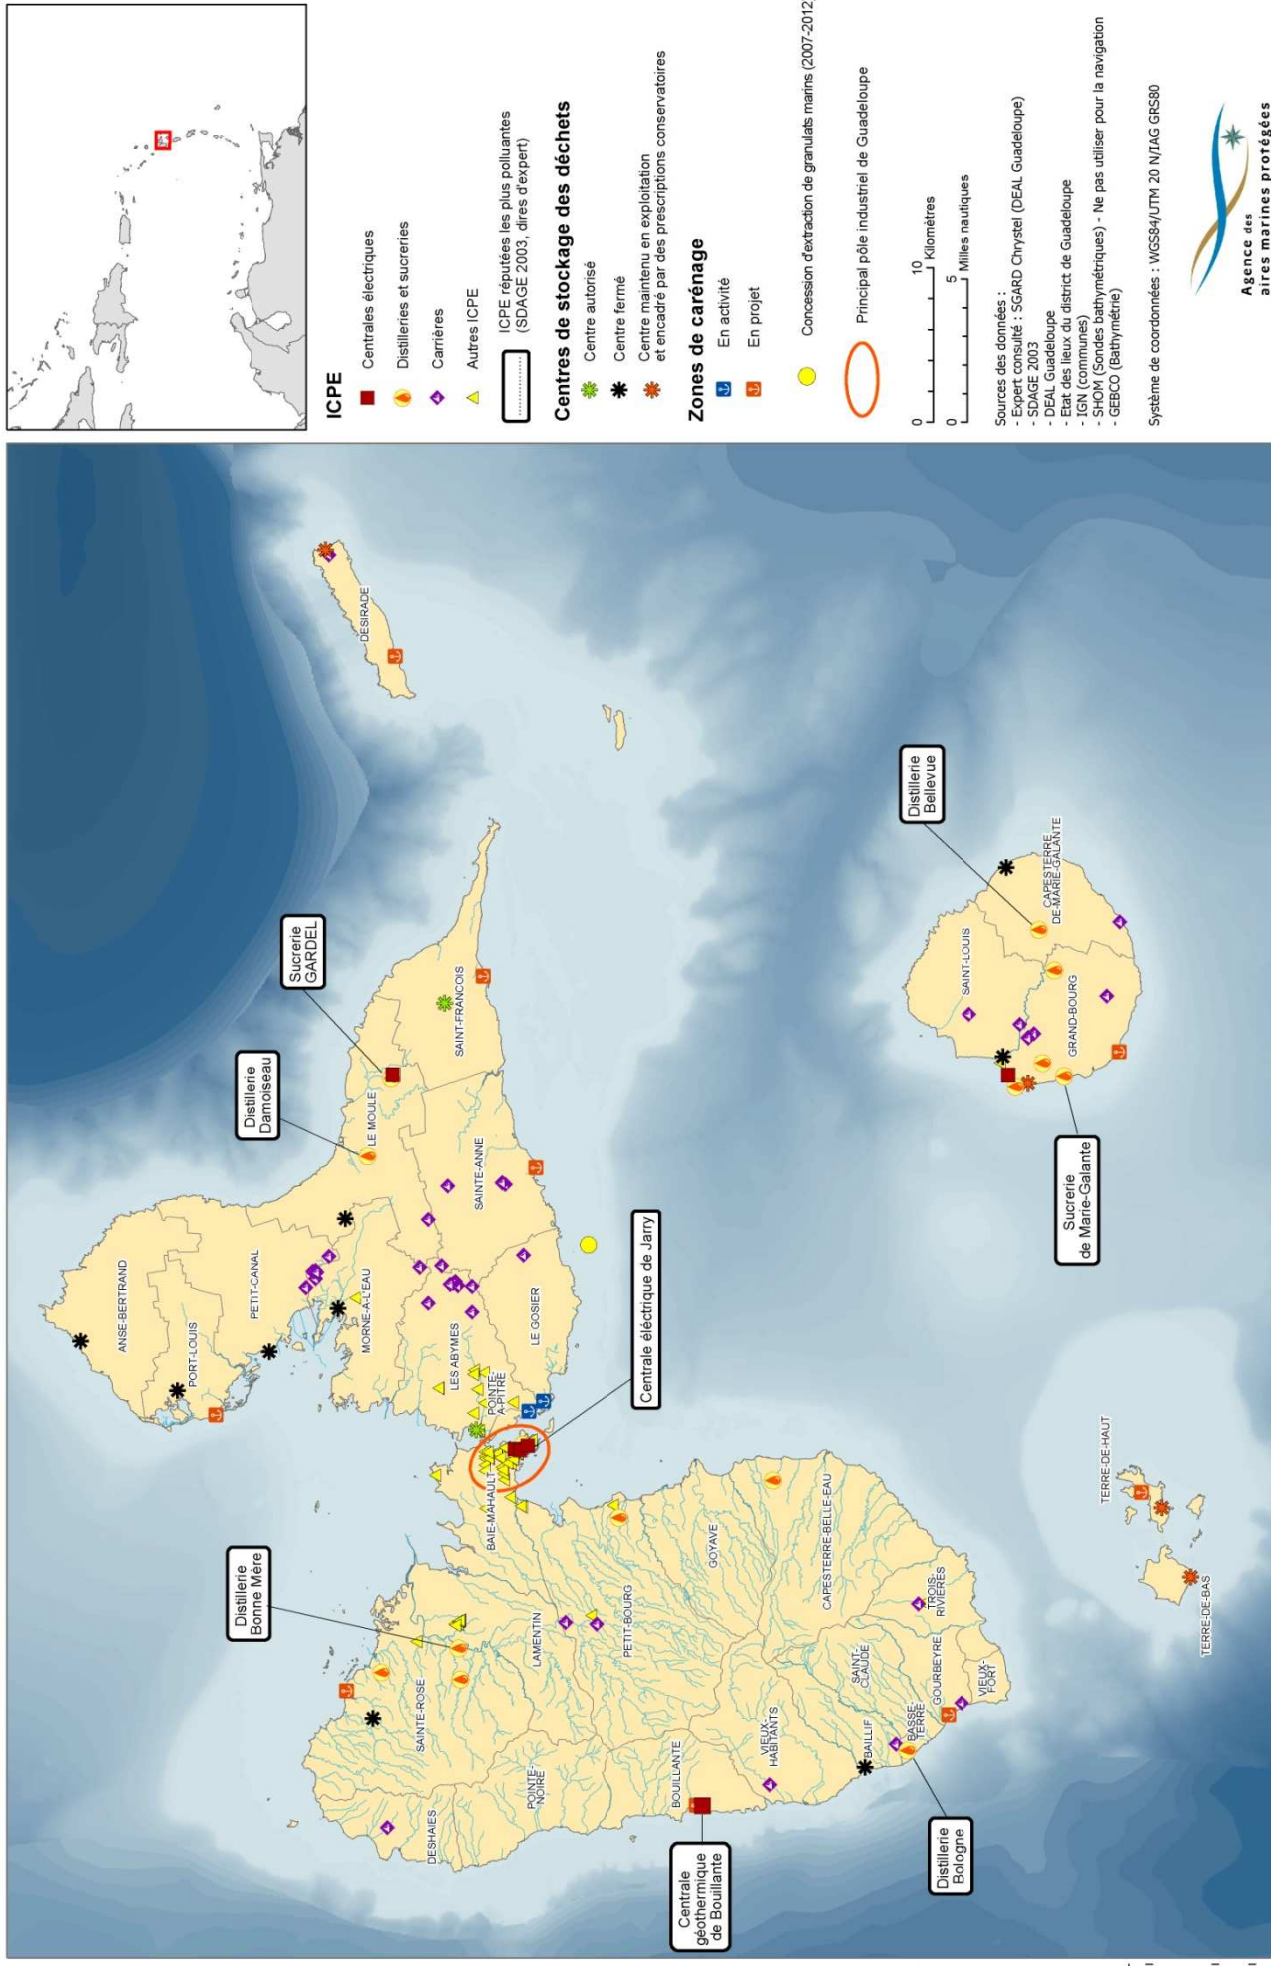 ICPE
Centrales électriques
Distilleries et sucreries
Carrières
Autres ICPE
ICPE réputées les plus polluantes
(SDAGE 2003, dires d'expert)
Centres de stockage des déchets
Centre autorisé
Centre fermé
Centre maintenu en exploitation
et encadré par des prescriptions conservatoires
Zones de carénage
En activité
En projet
Concession d'extraction de granulats marins (2007-2012)
Principal pôle industriel de Guadeloupe
0
10
Kilomètres
0
5
Milles nautiques
Sources des données :
- Expert consulté : SGARD Chrystel (DEAL Guadeloupe)
- SDAGE 2003
- DEAL Guadeloupe
- Etat des lieux du district de Guadeloupe
- IGN (communes)
- SHOM (Sondes bathymétriques) - Ne pas utiliser pour la navigation
- GEBCO (Bathymétrie)
Système de coordonnées : WGS84/UTM 20 N/IAG GRS80
Agence des
aires marines protégées
ANSE-BERTRAND
PORT-LOUIS
PETIT-CANAL
MORNE-A-L'EAU
LE MOULE
Distillerie
Damoiseau
Sucrerie
GARDEL
SAINT-FRANCOIS
SAINTE-ANNE
LES ABYMES
POINTE-
A-PITRE
LE GOSIER
DESIRADE
Centrale éléctrique de Jarry
BAIE-MAHAULT
Distillerie
Bonne Mère
SAINTE-ROSE
LAMENTIN
DESHAIES
POINTE-
NOIRE
PETIT-BOURG
GOYAVE
BOUILLANTE
Centrale
géothermique
de Bouillante
VIEUX-
HABITANTS
CAPESTERRE-BELLE-EAU
SAINT-
CLAUDE
BAILLIF
BASSE-
TERRE
GOURBEYRE
TROIS-
RIVIERES
VIEUX-
FORT
Distillerie
Bologne
Distillerie
Bellevue
SAINT-LOUIS
CAPESTERRE
DE-MARIE-GALANTE
GRAND-BOURG
Sucrerie
de Marie-Galante
TERRE-DE-HAUT
TERRE-DE-BAS